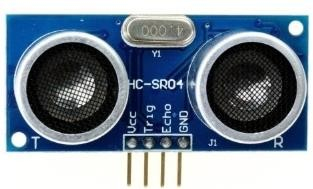 4.000
Y1
HC-SR04
Vcc
Trig
Echo
GND
T
J1
R